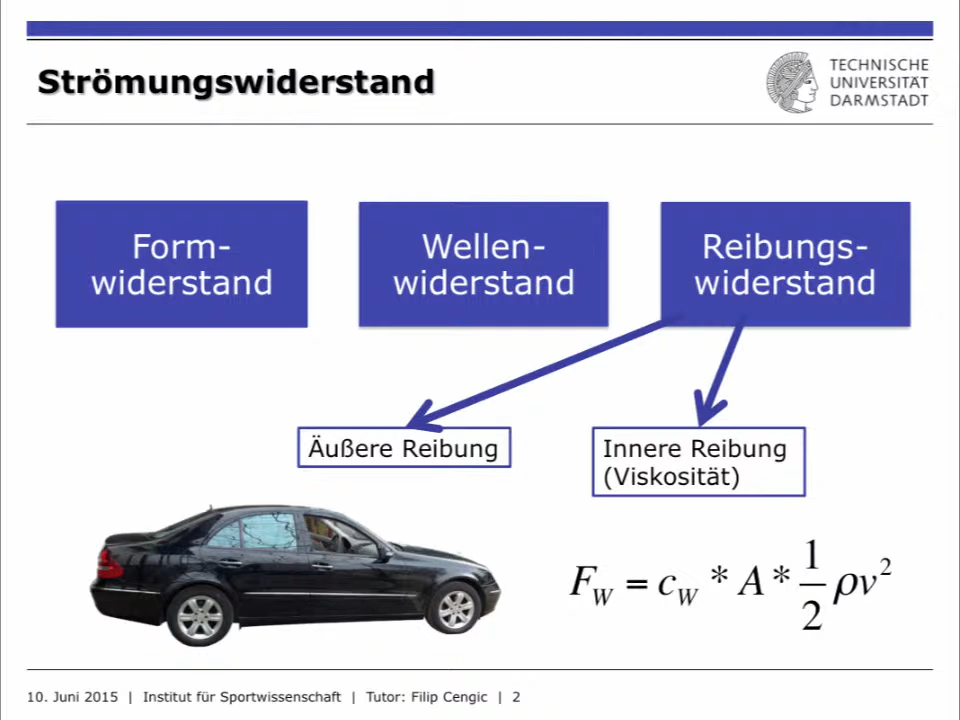 Strömungswiderstand
TECHNISCHE
UNIVERSITÄT
DARMSTADT
Form-
widerstand
Wellen-
widerstand
Reibungs-
widerstand
Äußere Reibung
Innere Reibung
(Viskosität)
F_W = c_W * A * 1/2 ρv²
10. Juni 2015 | Institut für Sportwissenschaft | Tutor: Filip Cengic | 2